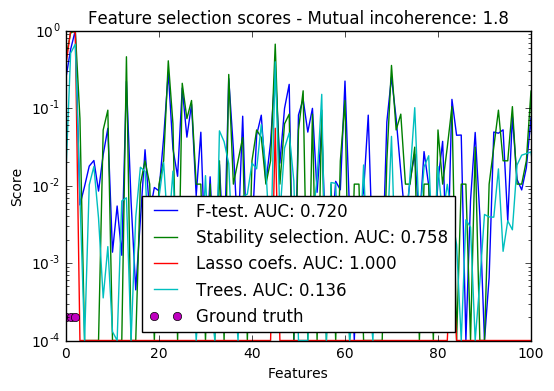 Feature selection scores - Mutual incoherence: 1.8
10^0
10^-1
10^-2
10^-3
10^-4
Score
F-test. AUC: 0.720
Stability selection. AUC: 0.758
Lasso coefs. AUC: 1.000
Trees. AUC: 0.136
Ground truth
0 20 40 60 80 100
Features